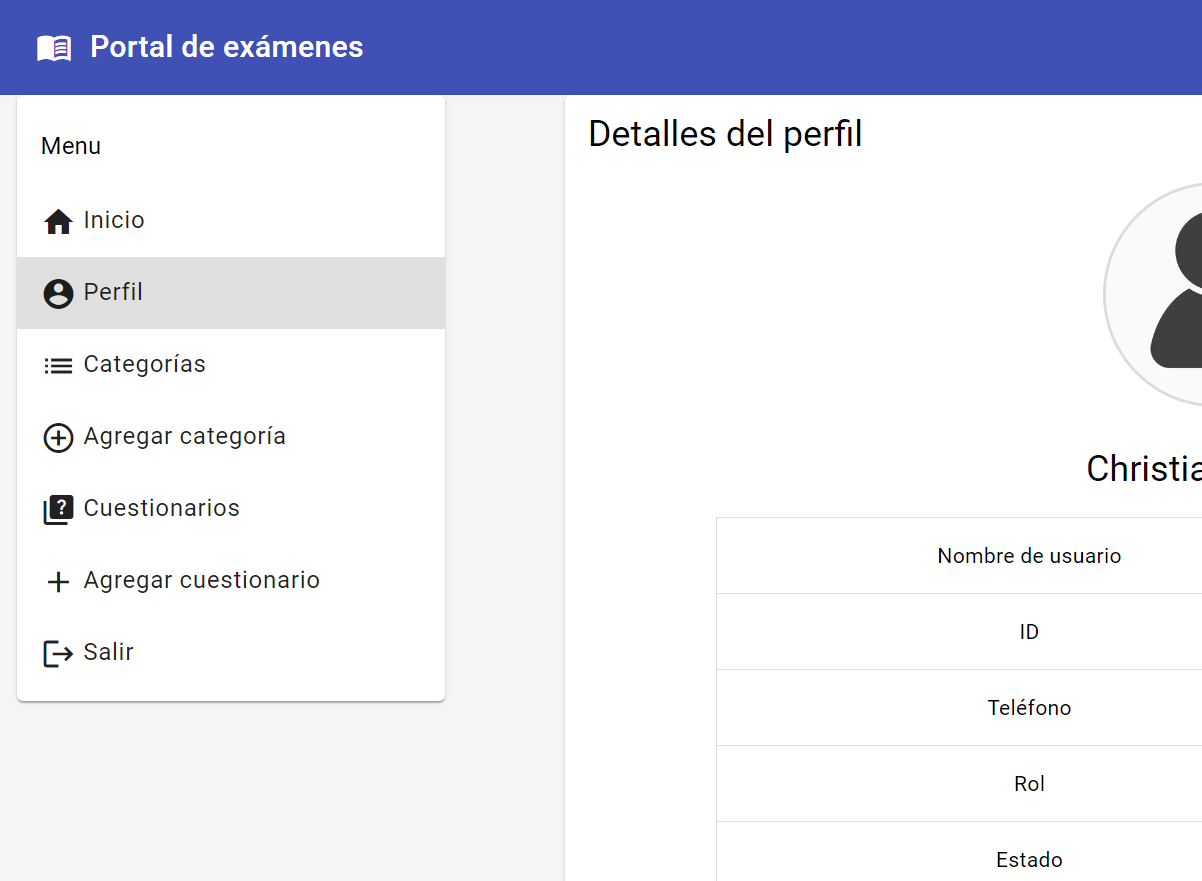 Portal de exámenes
Menu
Inicio
Perfil
Categorías
Agregar categoría
Cuestionarios
Agregar cuestionario
Salir
Detalles del perfil
Nombre de usuario
ID
Teléfono
Rol
Estado